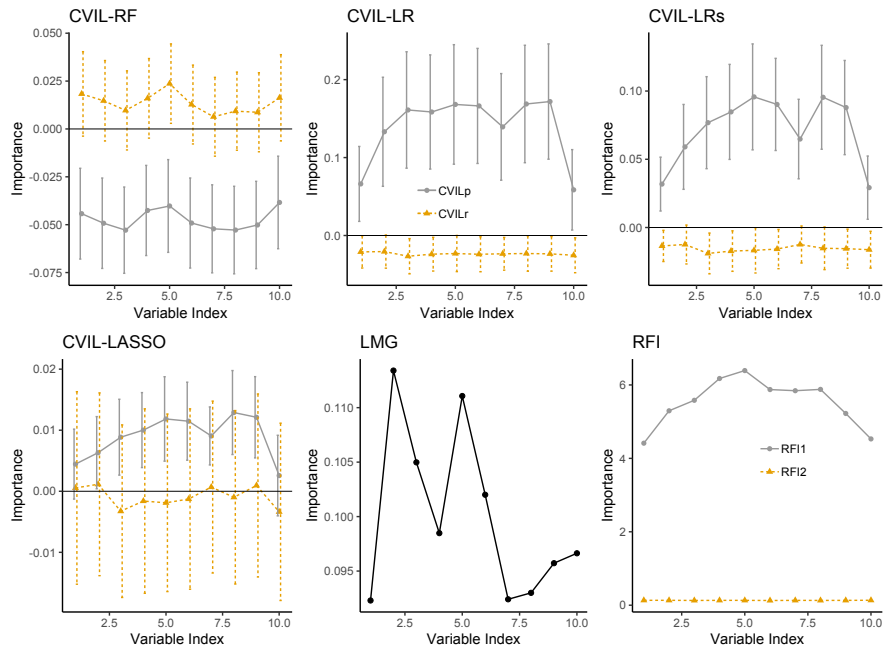 CVIL-RF
Importance
0.050
0.025
0.000
-0.025
-0.050
-0.075
2.5 5.0 7.5 10.0
Variable Index
CVIL-LR
Importance
0.2
0.1
0.0
CVILp
CVILr
2.5 5.0 7.5 10.0
Variable Index
CVIL-LRs
Importance
0.10
0.05
0.00
2.5 5.0 7.5 10.0
Variable Index
CVIL-LASSO
Importance
0.02
0.01
0.00
-0.01
2.5 5.0 7.5 10.0
Variable Index
LMG
Importance
0.110
0.105
0.100
0.095
2.5 5.0 7.5 10.0
Variable Index
RFI
Importance
6
4
2
0
RFI1
RFI2
2.5 5.0 7.5 10.0
Variable Index